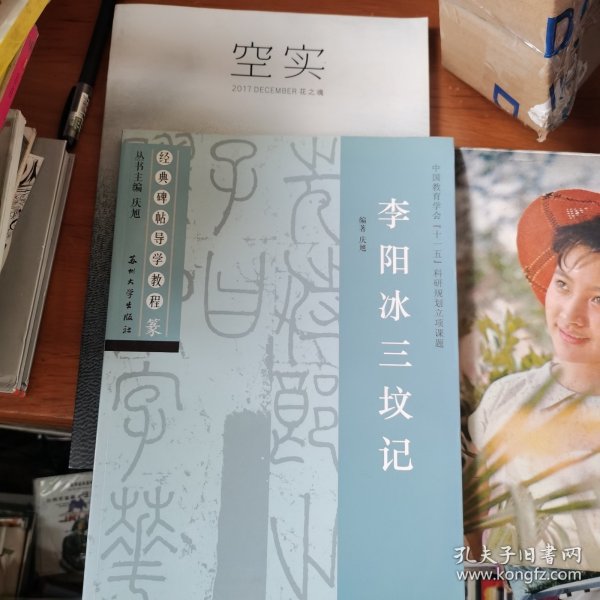 空实
2017 DECEMBER 花之魂
中国教育学会“十一五”科研规划立项课题
李阳冰三坟记
编著 庆旭
经典碑帖导学教程 篆
丛书主编 庆旭
苏州大学出版社
孔夫子旧书网
www.kongfz.com